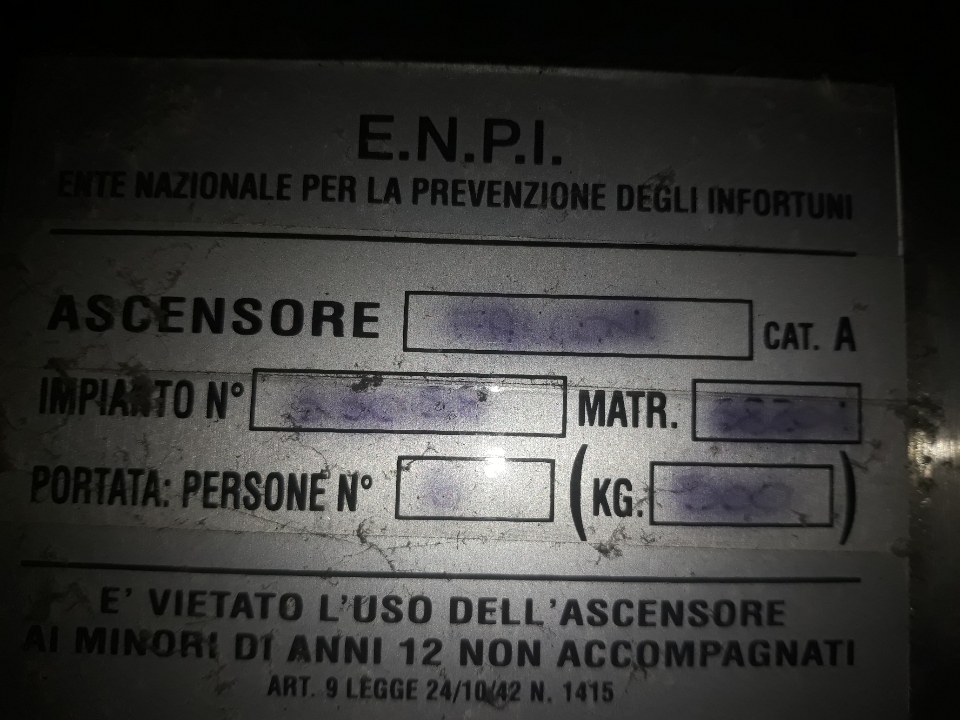 E.N.P.I.
ENTE NAZIONALE PER LA PREVENZIONE DEGLI INFORTUNI
ASCENSORE CAT. A
IMPIANTO N° MATR.
PORTATA: PERSONE N° (KG. )
E' VIETATO L'USO DELL'ASCENSORE
AI MINORI DI ANNI 12 NON ACCOMPAGNATI
ART. 9 LEGGE 24/10/42 N. 1415